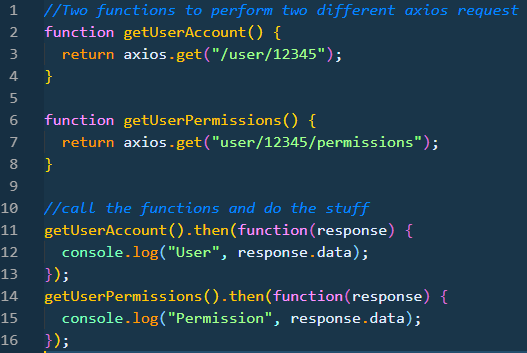 1 //Two functions to perform two different axios request
2 function getUserAccount() {
3   return axios.get("/user/12345");
4 }
5
6 function getUserPermissions() {
7   return axios.get("user/12345/permissions");
8 }
9
10 //call the functions and do the stuff
11 getUserAccount().then(function(response) {
12   console.log("User", response.data);
13 });
14 getUserPermissions().then(function(response) {
15   console.log("Permission", response.data);
16 });